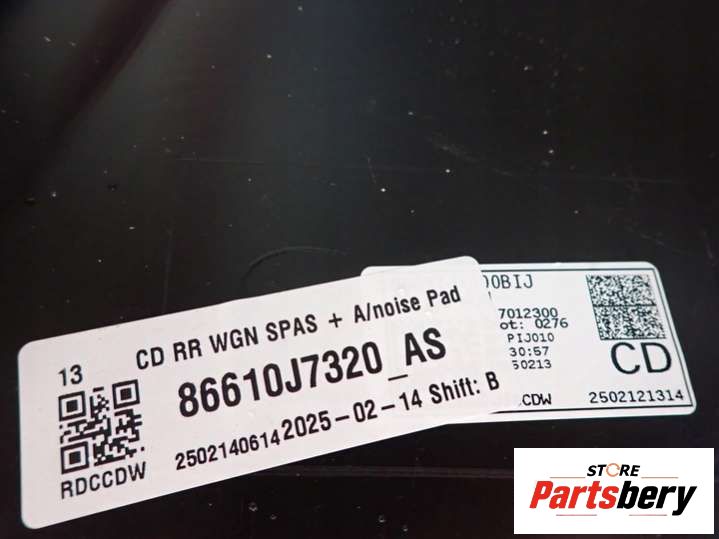 13
CD RR WGN SPAS + A/noise Pad
86610J7320_AS
2502140614 2025-02-14 Shift: B
RDCCDW
00BIJ
7012300
ot: 0276
PIJ010
30:57
50213
CD
CDW
2502121314
STORE
Partsbery